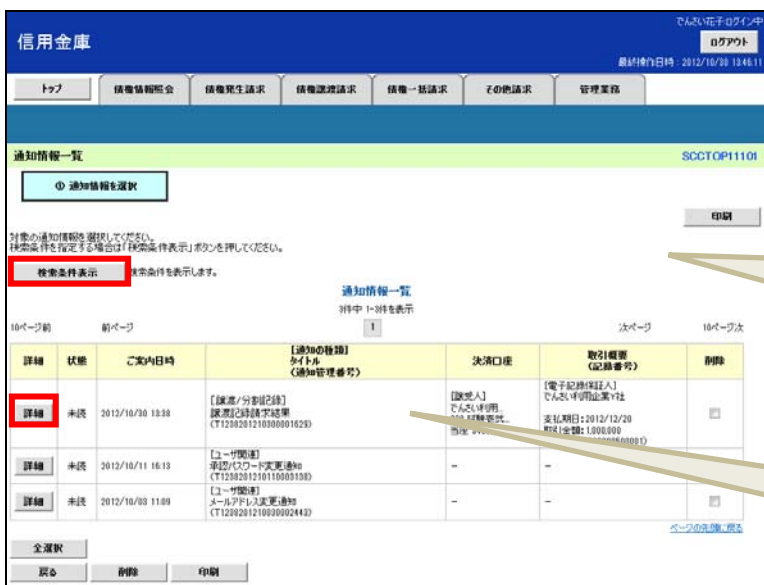 でんさい花子:ログイン中
信用金庫
ログアウト
最終操作日時:2012/10/30 13:46:11
トップ 債権情報照会 債権発生請求 債権譲渡請求 債権一括請求 その他請求 管理業務
通知情報一覧 SCCTOP11101
① 通知情報を選択
印刷
対象の通知情報を選択してください。
検索条件を指定する場合は「検索条件表示」ボタンを押してください。
検索条件表示 検索条件を表示します。
通知情報一覧
3件中 1-3件を表示
10ページ前 前ページ 1 次ページ 10ページ次
詳細 状態 ご案内日時 【通知の種類】 タイトル (通知管理番号) 決済口座 取引概要 (記録番号) 削除
詳細 未読 2012/10/30 13:38
[譲渡/分割記録]
譲渡記録請求結果
(T1230201210300001629)
[譲受人]
でんさい利用
当座
[電子記録保証人]
でんさい利用企業Y社
支払期日:2012/12/20
取引金額:1,000,000
詳細 未読 2012/10/11 16:13
[ユーザ関連]
承認パスワード変更通知
(T1230201210110003138)
- -
詳細 未読 2012/10/03 11:09
[ユーザ関連]
メールアドレス変更通知
(T1230201210030002443)
- -
ページの先頭に戻る
全選択
戻る 削除 印刷